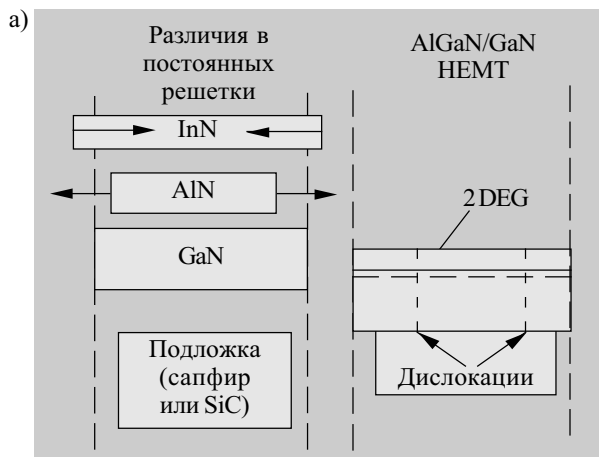 а)
Различия в
постоянных
решетки
InN
AlN
GaN
Подложка
(сапфир
или SiC)
AlGaN/GaN
HEMT
2 DEG
Дислокации